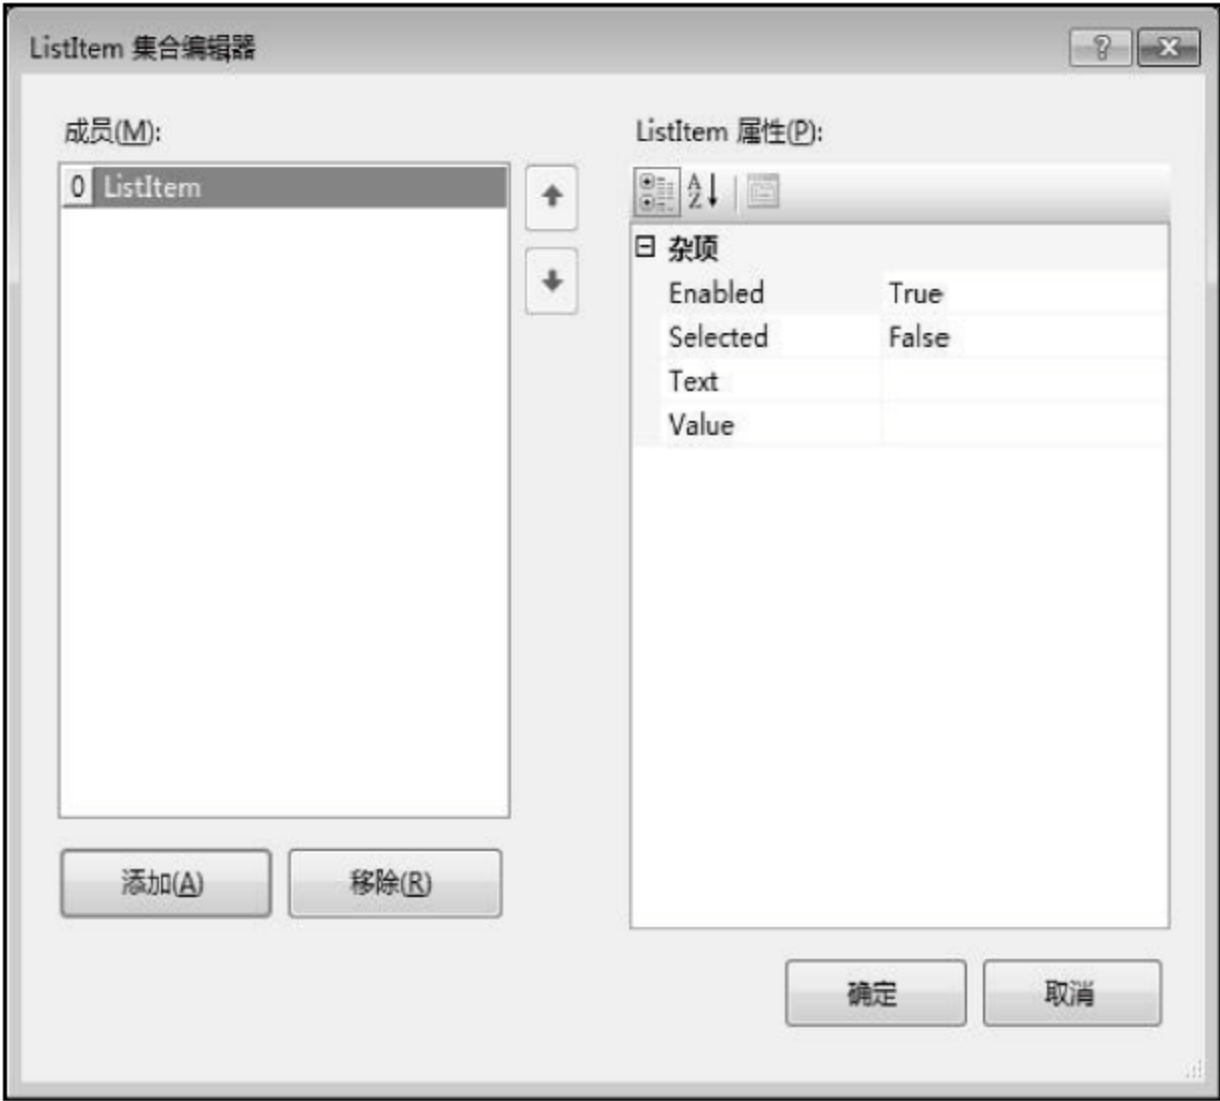 ListItem 集合编辑器
成员(M):
0 ListItem
添加(A)
移除(R)
ListItem 属性(P):
杂项
Enabled True
Selected False
Text
Value
确定
取消